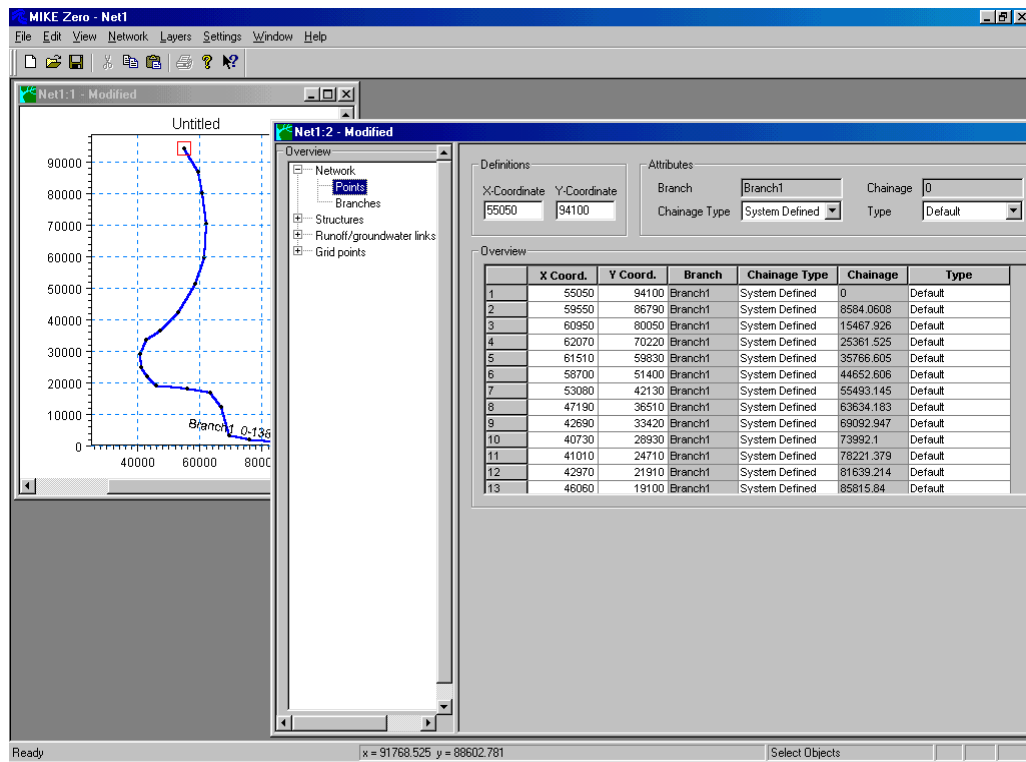 MIKE Zero - Net1
File Edit View Network Layers Settings Window Help
Net1:1 - Modified
Untitled
90000
80000
70000
60000
50000
40000
30000
20000
10000
0
40000 60000 8000
Branch1 0-138
Net1:2 - Modified
Overview
Network
Points
Branches
Structures
Runoff/groundwater links
Grid points
Definitions
X-Coordinate Y-Coordinate
55050 94100
Attributes
Branch Branch1 Chainage 0
Chainage Type System Defined Type Default
Overview
X Coord. Y Coord. Branch Chainage Type Chainage Type
1 55050 94100 Branch1 System Defined 0 Default
2 59550 86790 Branch1 System Defined 8584.0608 Default
3 60950 80050 Branch1 System Defined 15467.926 Default
4 62070 70220 Branch1 System Defined 25361.525 Default
5 61510 59830 Branch1 System Defined 35766.605 Default
6 58700 51400 Branch1 System Defined 44652.606 Default
7 53080 42130 Branch1 System Defined 55493.145 Default
8 47190 36510 Branch1 System Defined 63634.183 Default
9 42690 33420 Branch1 System Defined 69092.947 Default
10 40730 28930 Branch1 System Defined 73992.1 Default
11 41010 24710 Branch1 System Defined 78221.379 Default
12 42970 21910 Branch1 System Defined 81639.214 Default
13 46060 19100 Branch1 System Defined 85815.84 Default
Ready x = 91768.525 y = 88602.781 Select Objects